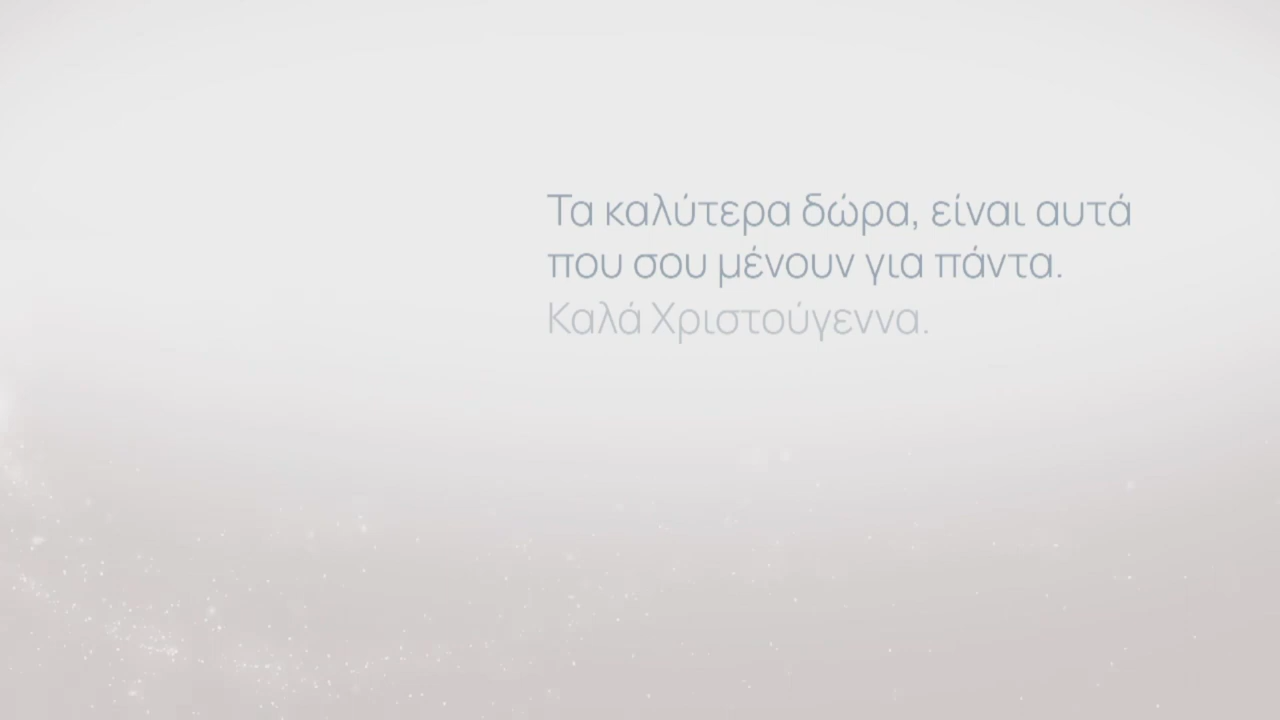 Τα καλύτερα δώρα, είναι αυτά
που σου μένουν για πάντα.
Καλά Χριστούγεννα.